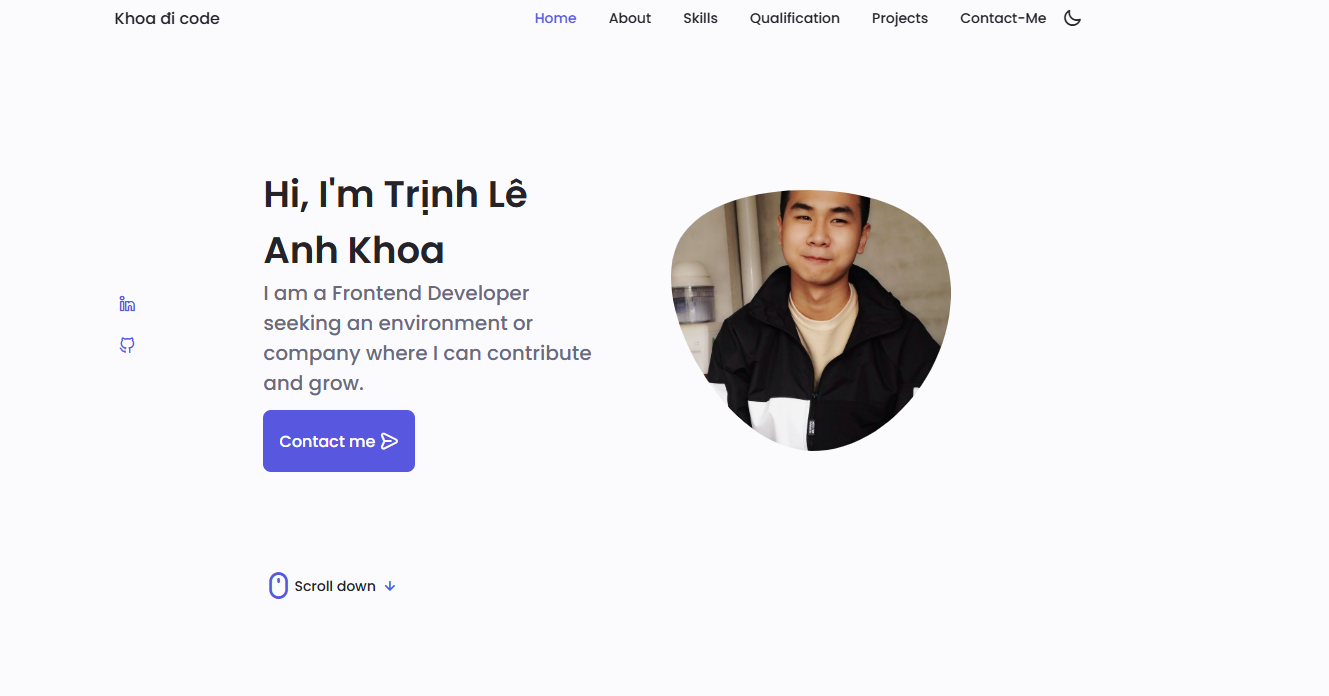 Khoa đi code
Home
About
Skills
Qualification
Projects
Contact-Me
Hi, I'm Trịnh Lê
Anh Khoa
I am a Frontend Developer
seeking an environment or
company where I can contribute
and grow.
Contact me
Scroll down